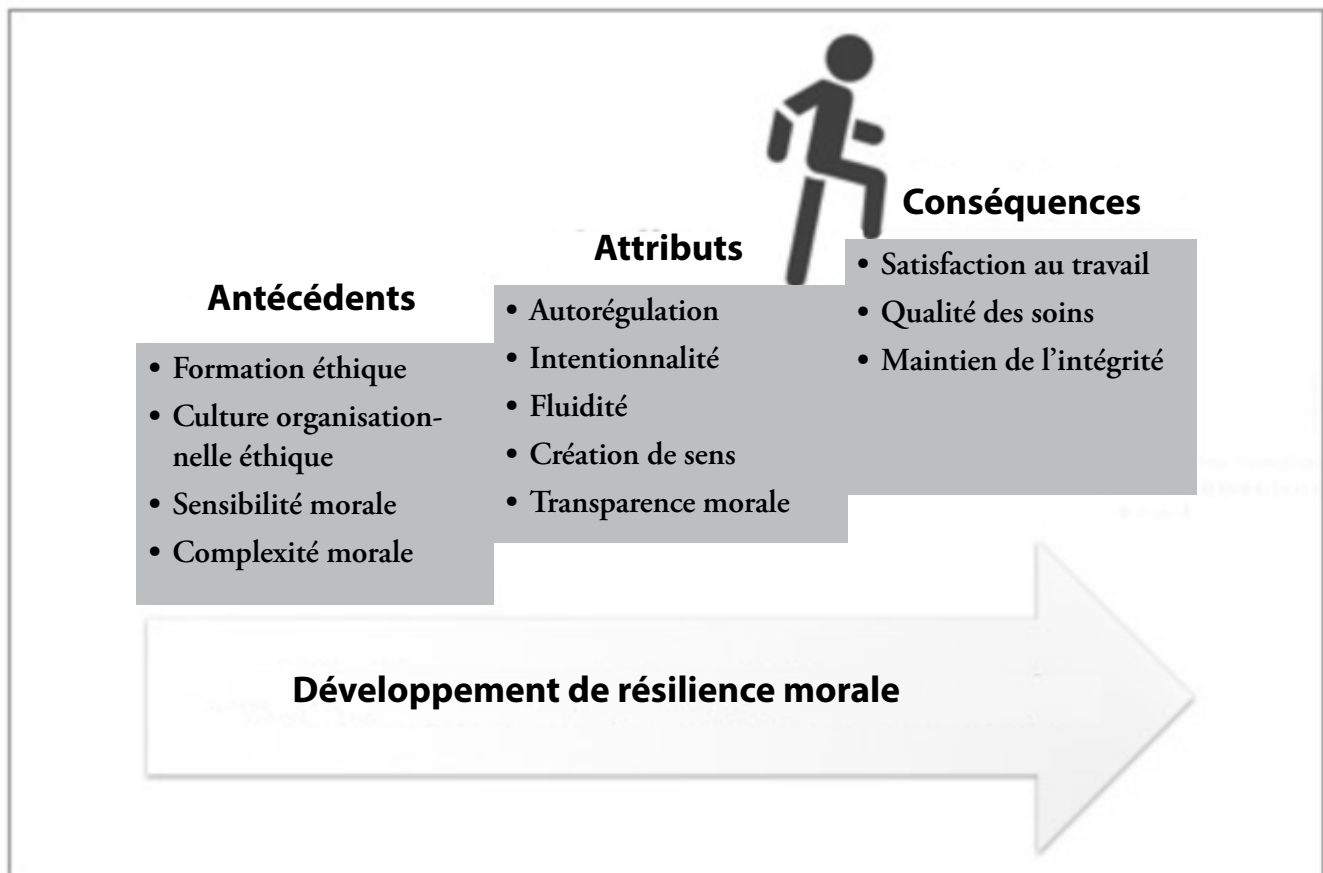 Antécédents
• Formation éthique
• Culture organisation-
nelle éthique
• Sensibilité morale
• Complexité morale
Attributs
• Autorégulation
• Intentionnalité
• Fluidité
• Création de sens
• Transparence morale
Conséquences
• Satisfaction au travail
• Qualité des soins
• Maintien de l’intégrité
Développement de résilience morale